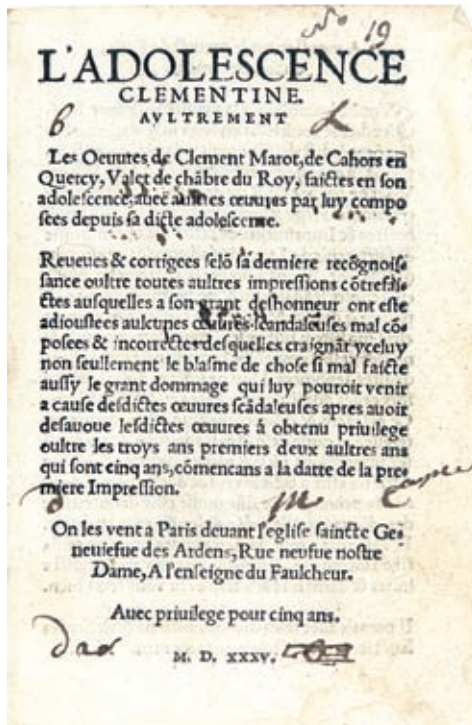 No 19
L'ADOLESCENCE
CLEMENTINE.
AVLTREMENT
Les Oeuures de Clement Marot, de Cahors en
Quercy, Valet de châbre du Roy, faictes en son
adolescence, auec aultres œuures par luy compo
sees depuis sa dicte adolescence.
Reueues & corrigees selõ sa derniere recõgnois⸗
sance oultre toutes aultres impressions cõtrefai⸗
ctes ausquelles a son grant deshonneur ont este
adioustees aulcunes œuures scandaleuses mal cõ⸗
posees & incorrectes desquelles craignãt yceluy
non seullement le blasme de chose si mal faicte
aussy le grant dommage qui luy pouroit venir
a cause desdictes œuures scãdaleuses apres auoir
desauoue lesdictes œuures â obtenu priuilege
oultre les troys ans premiers deux aultres ans
qui sont cinq ans, cõmencans a la datte de la pre
miere Impression.
On les vent a Paris deuant l'eglise saincte Ge⸗
neuiefue des Ardens, Rue neufue nostre
Dame, A l'enseigne du Faulcheur.
Auec priuilege pour cinq ans.
M. D. XXXV.